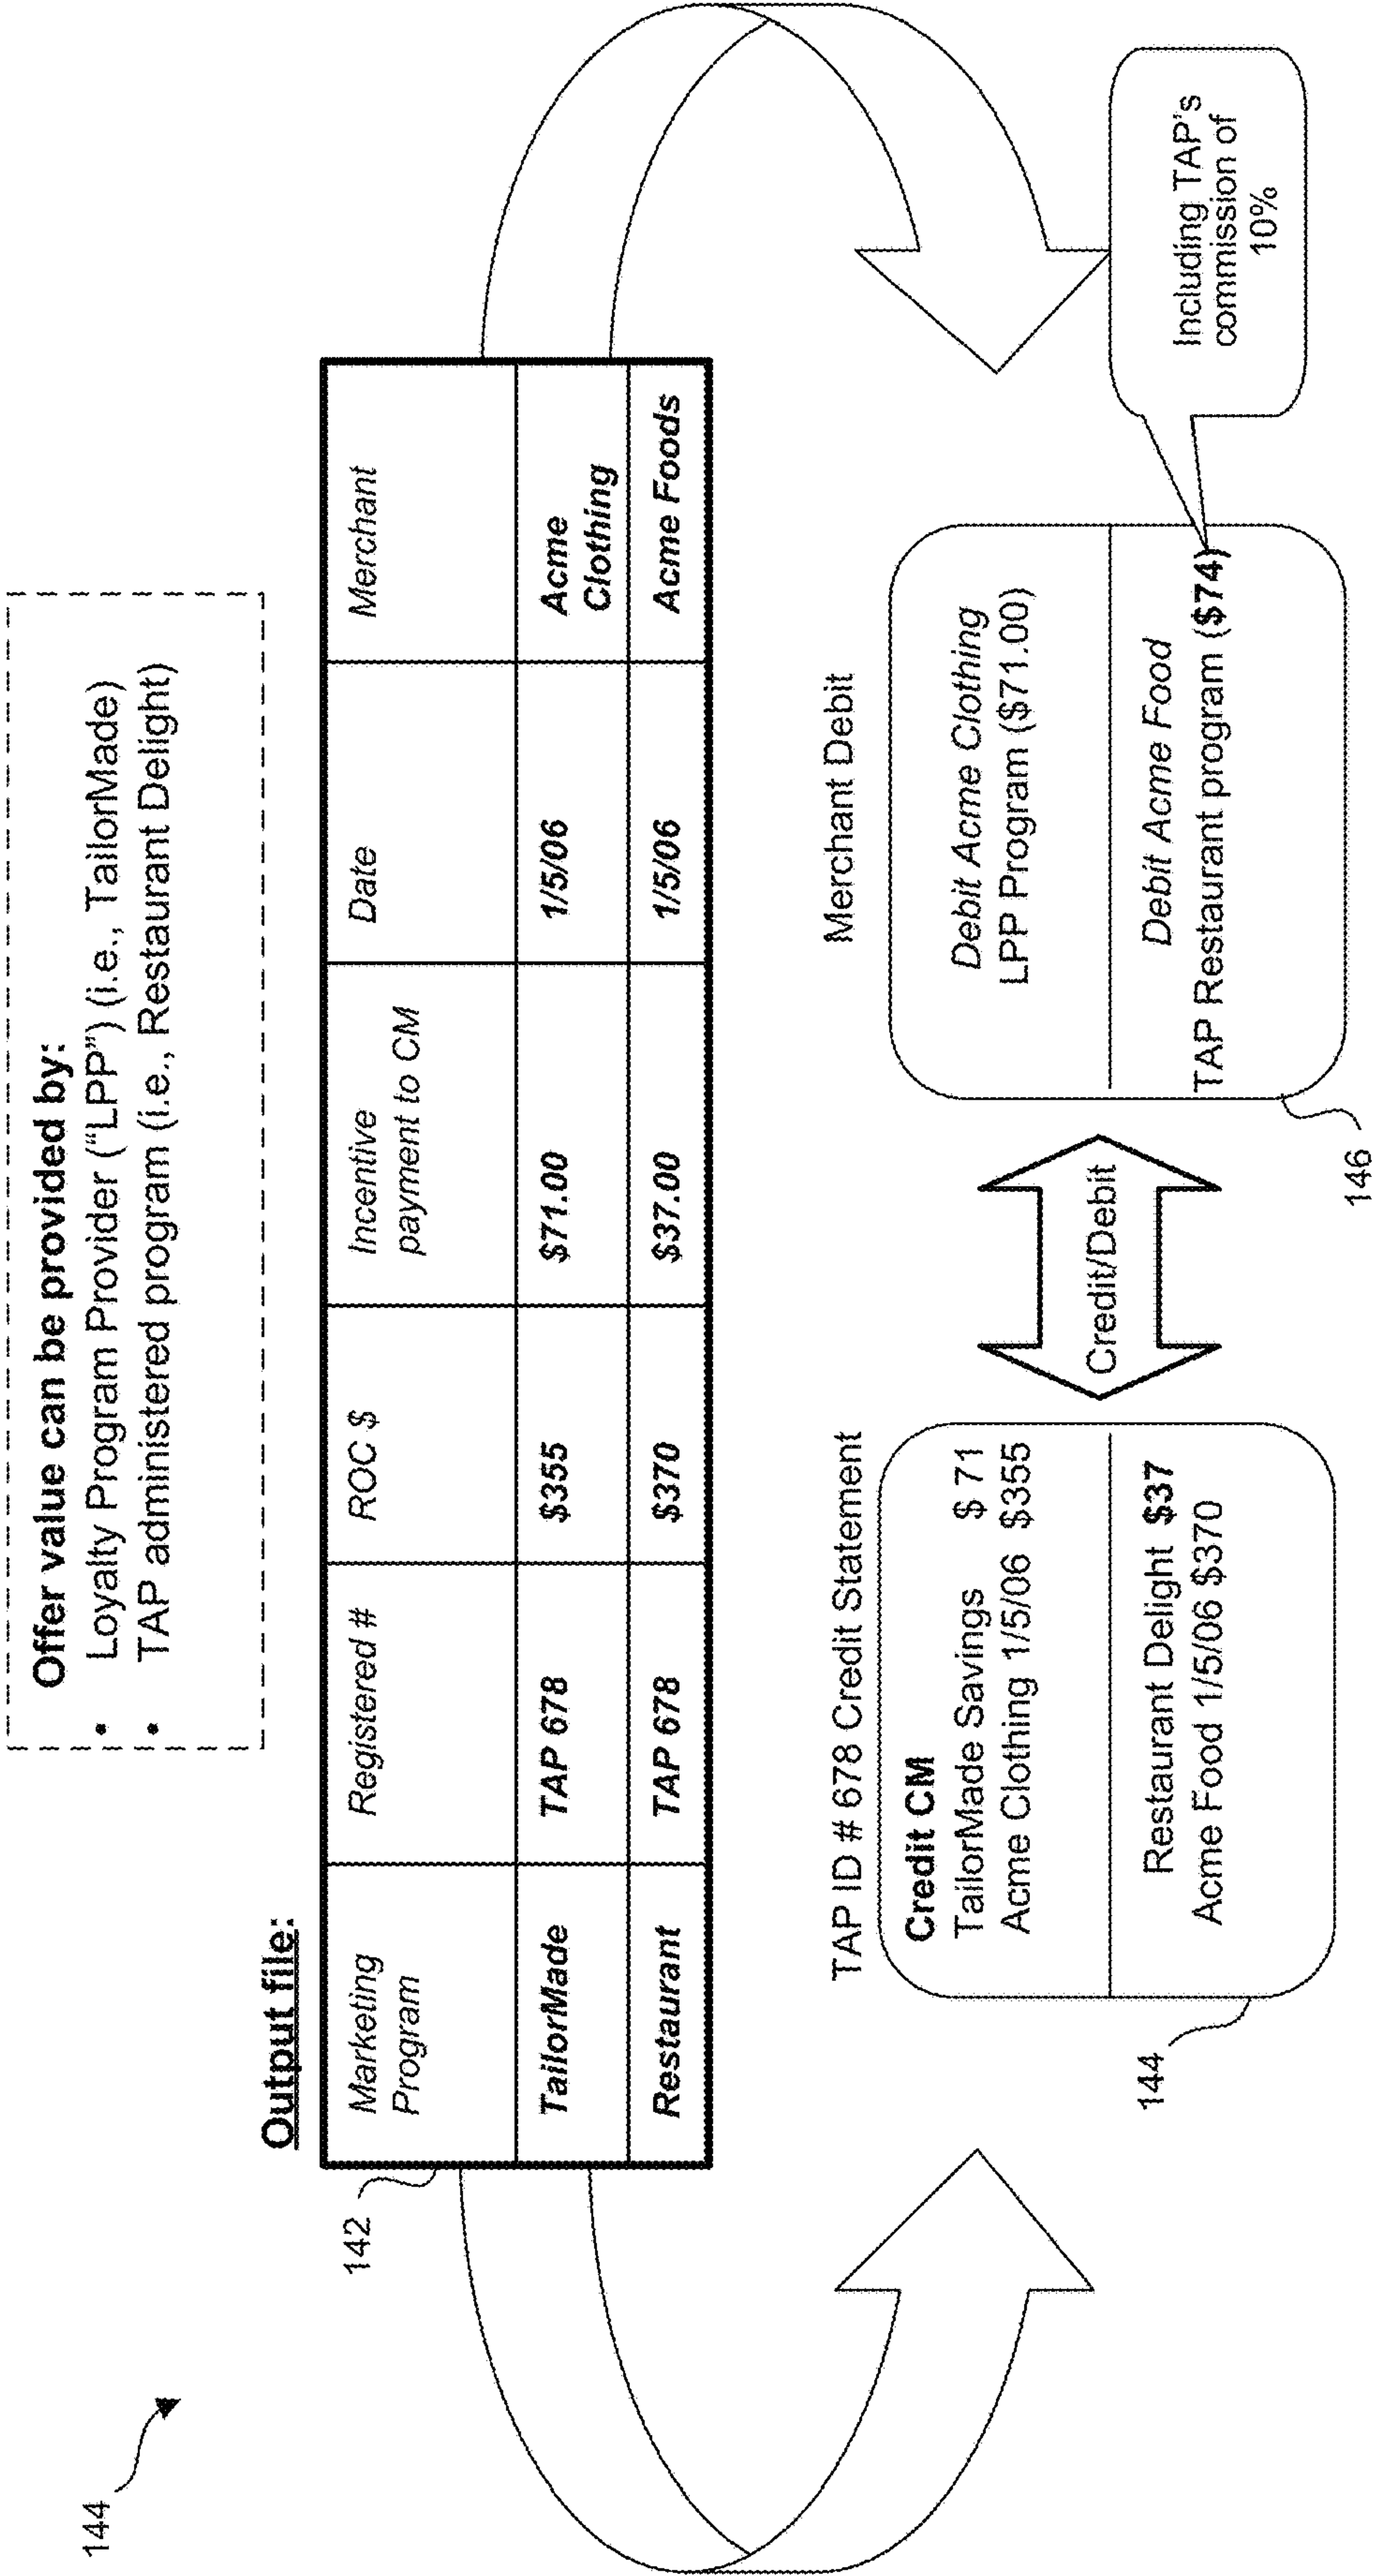 144
Offer value can be provided by:
• Loyalty Program Provider ("LPP") (i.e., TailorMade)
• TAP administered program (i.e., Restaurant Delight)
Output file:
142
Marketing Program
Registered #
ROC $
Incentive payment to CM
Date
Merchant
TailorMade
TAP 678
$355
$71.00
1/5/06
Acme Clothing
Restaurant
TAP 678
$370
$37.00
1/5/06
Acme Foods
TAP ID # 678 Credit Statement
Credit CM
TailorMade Savings $ 71
Acme Clothing 1/5/06 $355
Restaurant Delight $37
Acme Food 1/5/06 $370
144
Credit/Debit
Merchant Debit
Debit Acme Clothing
LPP Program ($71.00)
Debit Acme Food
TAP Restaurant program ($74)
146
Including TAP's
commission of
10%